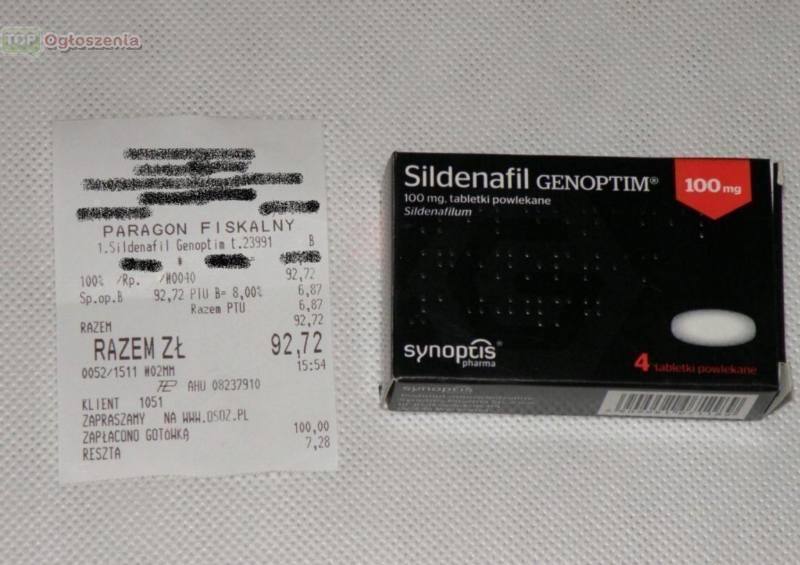 TOP Ogłoszenia
PARAGON FISKALNY
1.Sildenafil Genoptim t.23991 B
* 92,72
100% /Rp. /W0040
Sp.op.B 92,72 PTU B= 8,00% 6,87
Razem PTU 6,87
RAZEM 92,72
RAZEM ZŁ 92,72
0052/1511 W02MM 15:54
AHU 08237910
KLIENT 1051
ZAPRASZAMY NA WWW.OSOZ.PL
ZAPŁACONO GOTÓWKĄ 100,00
RESZTA 7,28
Sildenafil GENOPTIM®
100 mg
100 mg, tabletki powlekane
Sildenafilum
synoptis®
pharma
4 tabletki powlekane